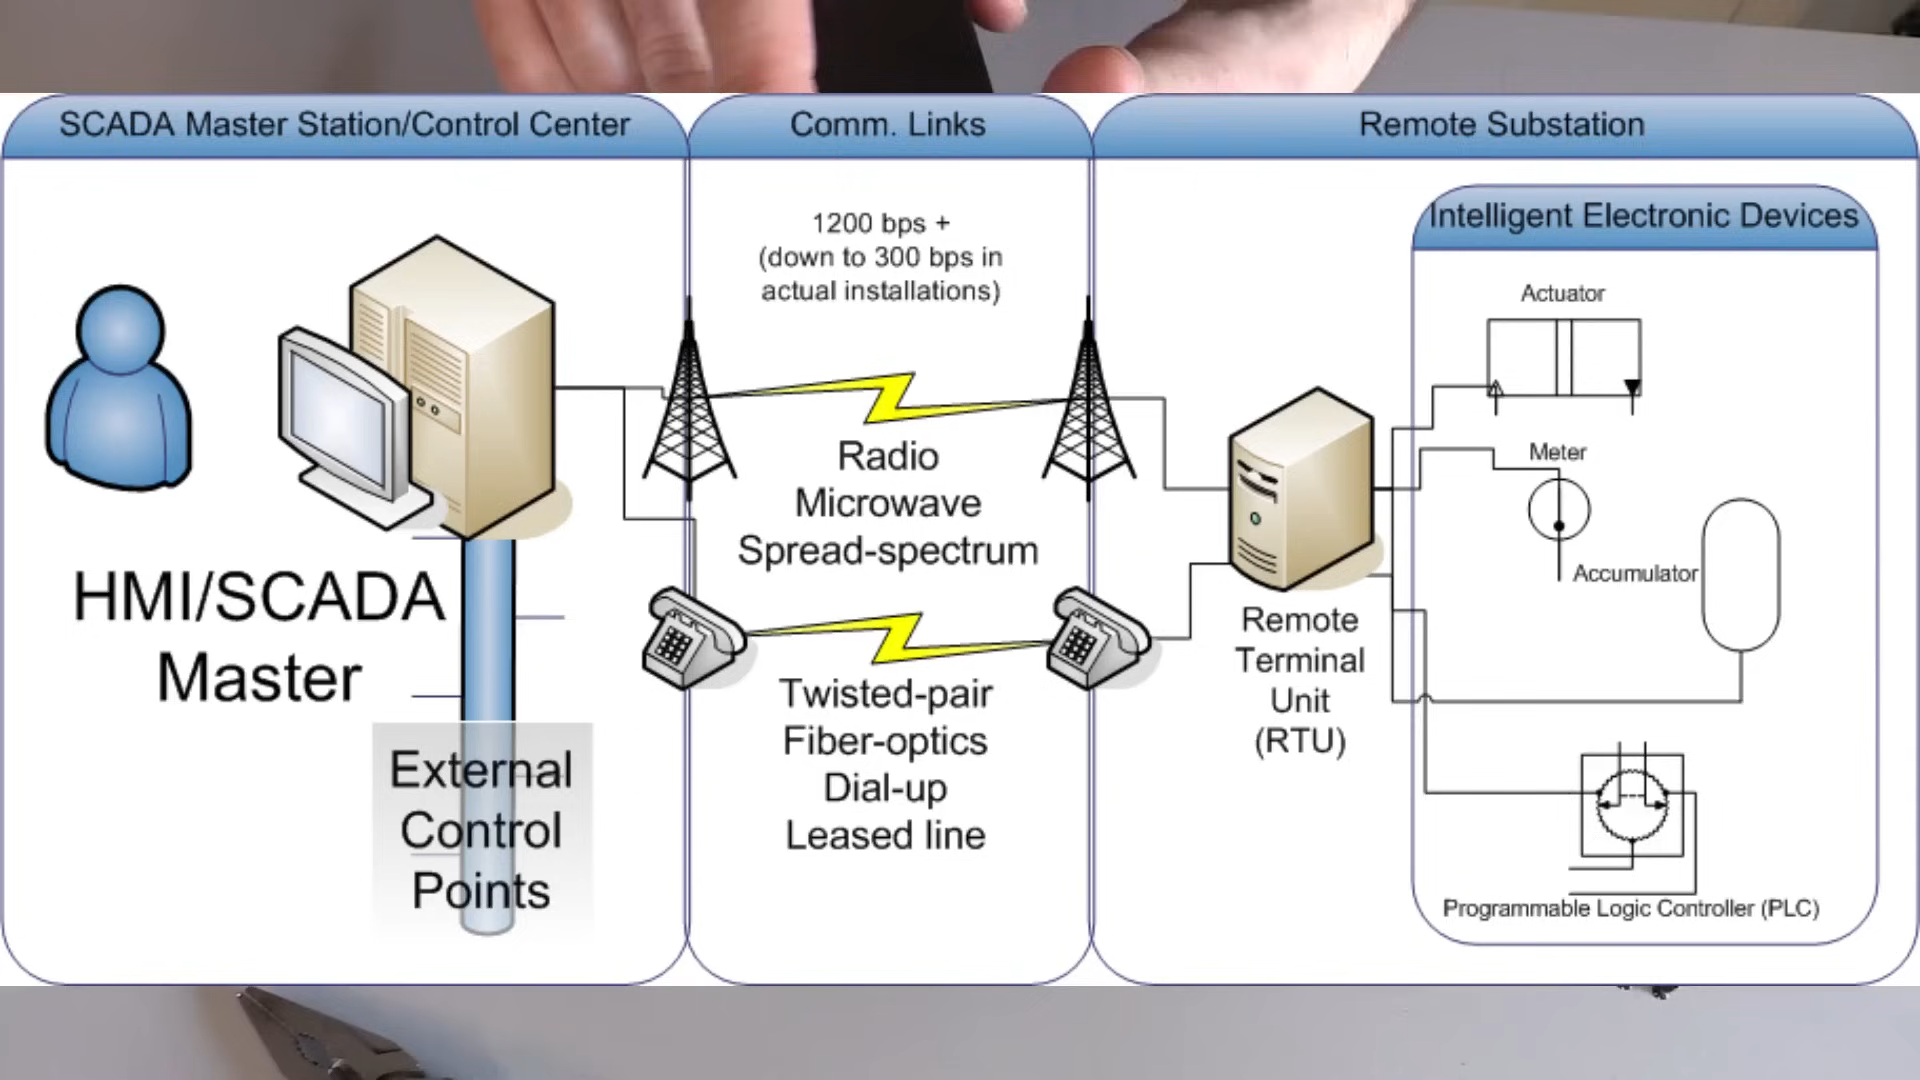 SCADA Master Station/Control Center
Comm. Links
Remote Substation
1200 bps +
(down to 300 bps in
actual installations)
Intelligent Electronic Devices
Actuator
Radio
Microwave
Spread-spectrum
Meter
Accumulator
HMI/SCADA
Master
Remote
Terminal
Unit
(RTU)
Twisted-pair
Fiber-optics
Dial-up
Leased line
External
Control
Points
Programmable Logic Controller (PLC)